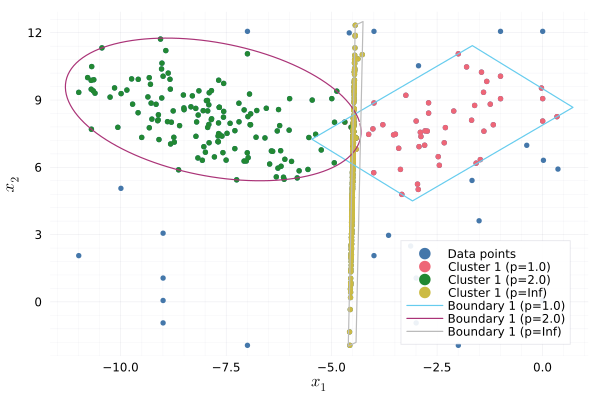 12
9
6
3
0
x₂
−10.0
−7.5
−5.0
−2.5
0.0
x₁
Data points
Cluster 1 (p=1.0)
Cluster 1 (p=2.0)
Cluster 1 (p=Inf)
Boundary 1 (p=1.0)
Boundary 1 (p=2.0)
Boundary 1 (p=Inf)